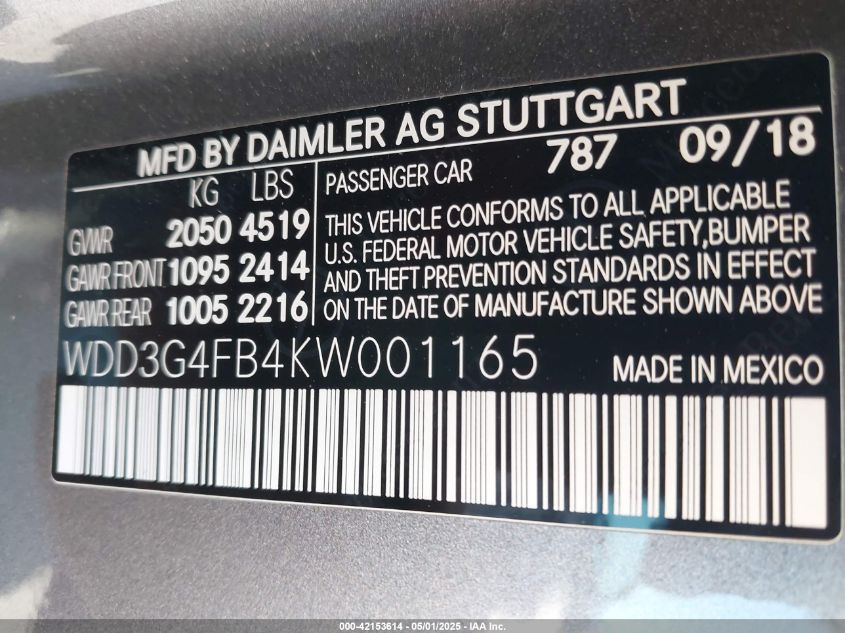 MFD BY DAIMLER AG STUTTGART
787 09/18
KG LBS
GVWR 2050 4519
GAWR FRONT 1095 2414
GAWR REAR 1005 2216
PASSENGER CAR
THIS VEHICLE CONFORMS TO ALL APPLICABLE
U.S. FEDERAL MOTOR VEHICLE SAFETY,BUMPER
AND THEFT PREVENTION STANDARDS IN EFFECT
ON THE DATE OF MANUFACTURE SHOWN ABOVE
WDD3G4FB4KW001165
MADE IN MEXICO
000-42153614 - 05/01/2025 - IAA Inc.